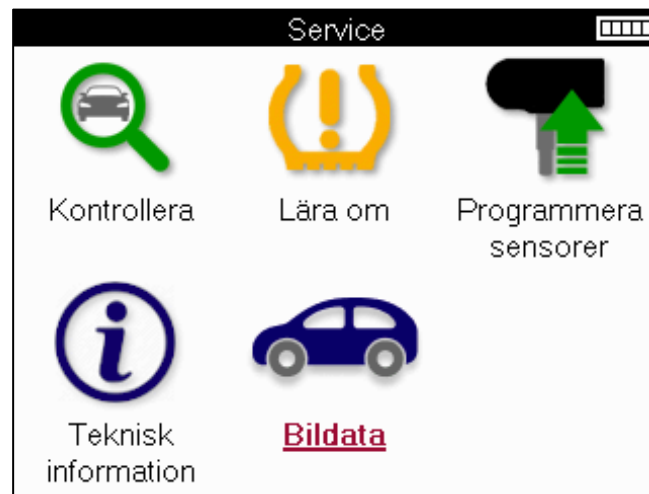 Service
Kontrollera
Lära om
Programmera
sensorer
Teknisk
information
Bildata